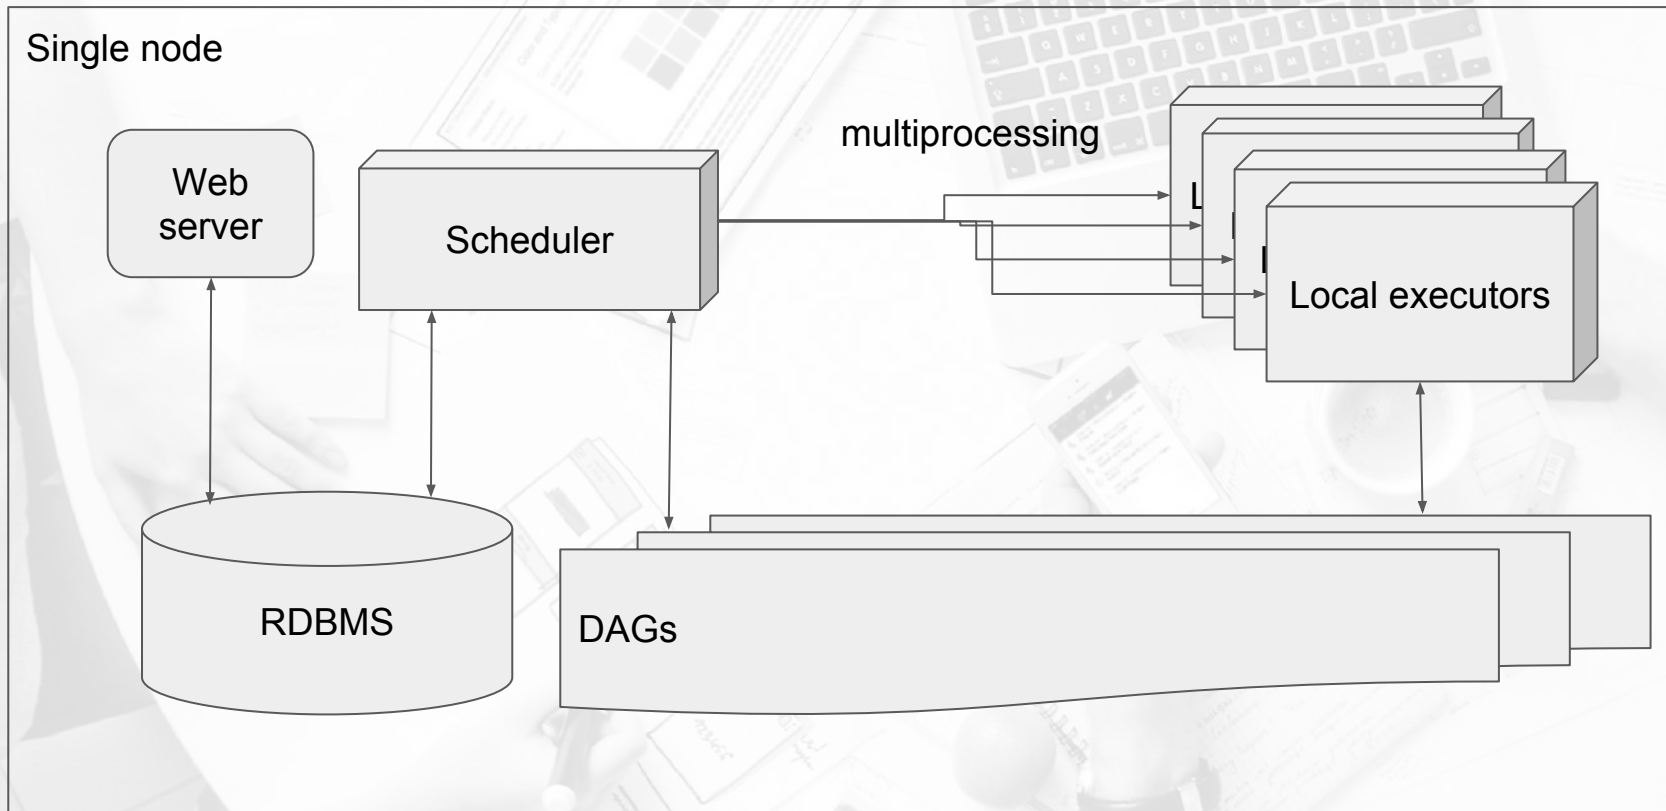 Single node
multiprocessing
Web
server
Scheduler
Local executors
RDBMS
DAGs